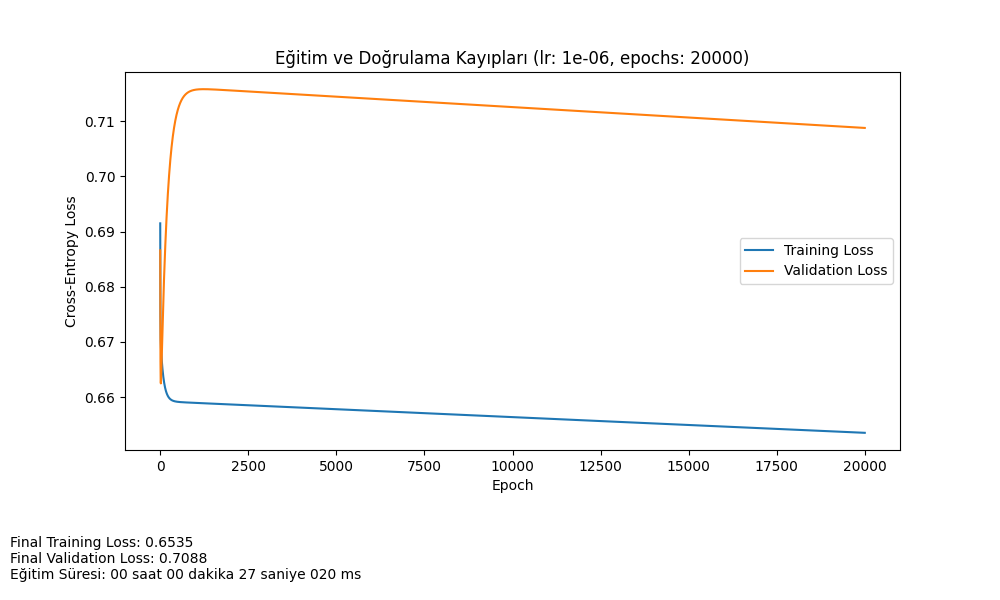 Eğitim ve Doğrulama Kayıpları (lr: 1e-06, epochs: 20000)
Cross-Entropy Loss
0.71
0.70
0.69
0.68
0.67
0.66
Training Loss
Validation Loss
0 2500 5000 7500 10000 12500 15000 17500 20000
Epoch
Final Training Loss: 0.6535
Final Validation Loss: 0.7088
Eğitim Süresi: 00 saat 00 dakika 27 saniye 020 ms